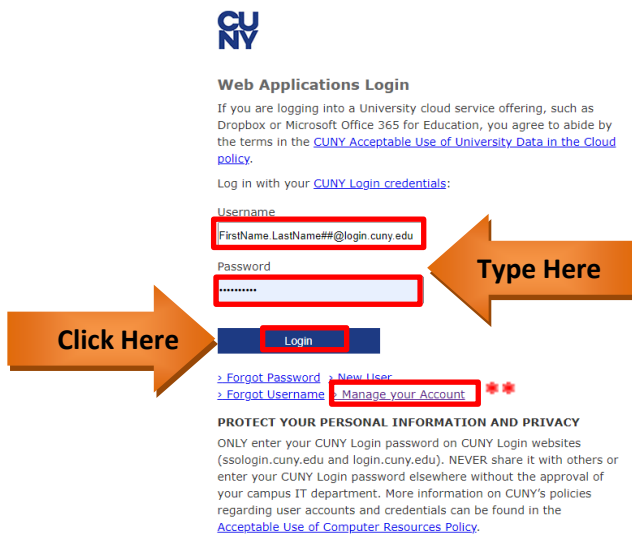 CU
NY
Web Applications Login
If you are logging into a University cloud service offering, such as
Dropbox or Microsoft Office 365 for Education, you agree to abide by
the terms in the CUNY Acceptable Use of University Data in the Cloud
policy.
Log in with your CUNY Login credentials:
Username
FirstName.LastName##@login.cuny.edu
Password
••••••••••
Type Here
Click Here
Login
› Forgot Password › New User
› Forgot Username › Manage your Account **
PROTECT YOUR PERSONAL INFORMATION AND PRIVACY
ONLY enter your CUNY Login password on CUNY Login websites
(ssologin.cuny.edu and login.cuny.edu). NEVER share it with others or
enter your CUNY Login password elsewhere without the approval of
your campus IT department. More information on CUNY's policies
regarding user accounts and credentials can be found in the
Acceptable Use of Computer Resources Policy.